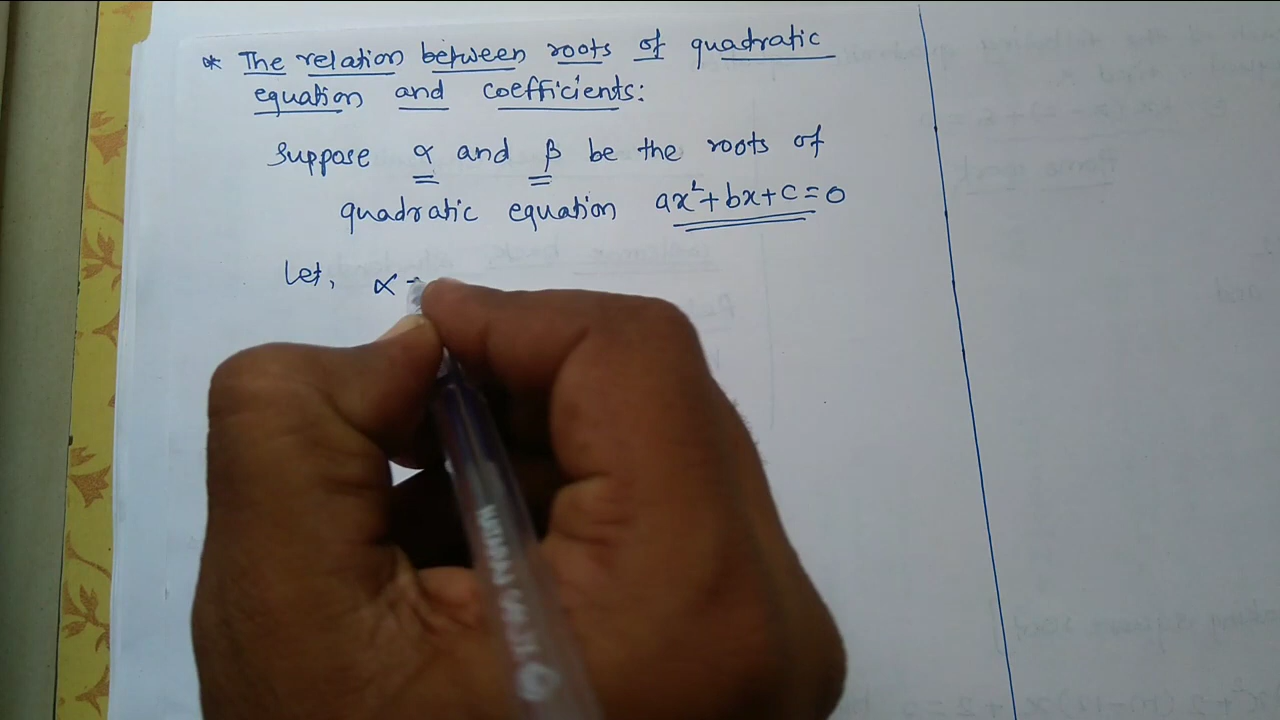 * The relation between roots of quadratic
equation and coefficients:
Suppose α and β be the roots of
quadratic equation ax²+bx+c=0
Let, α